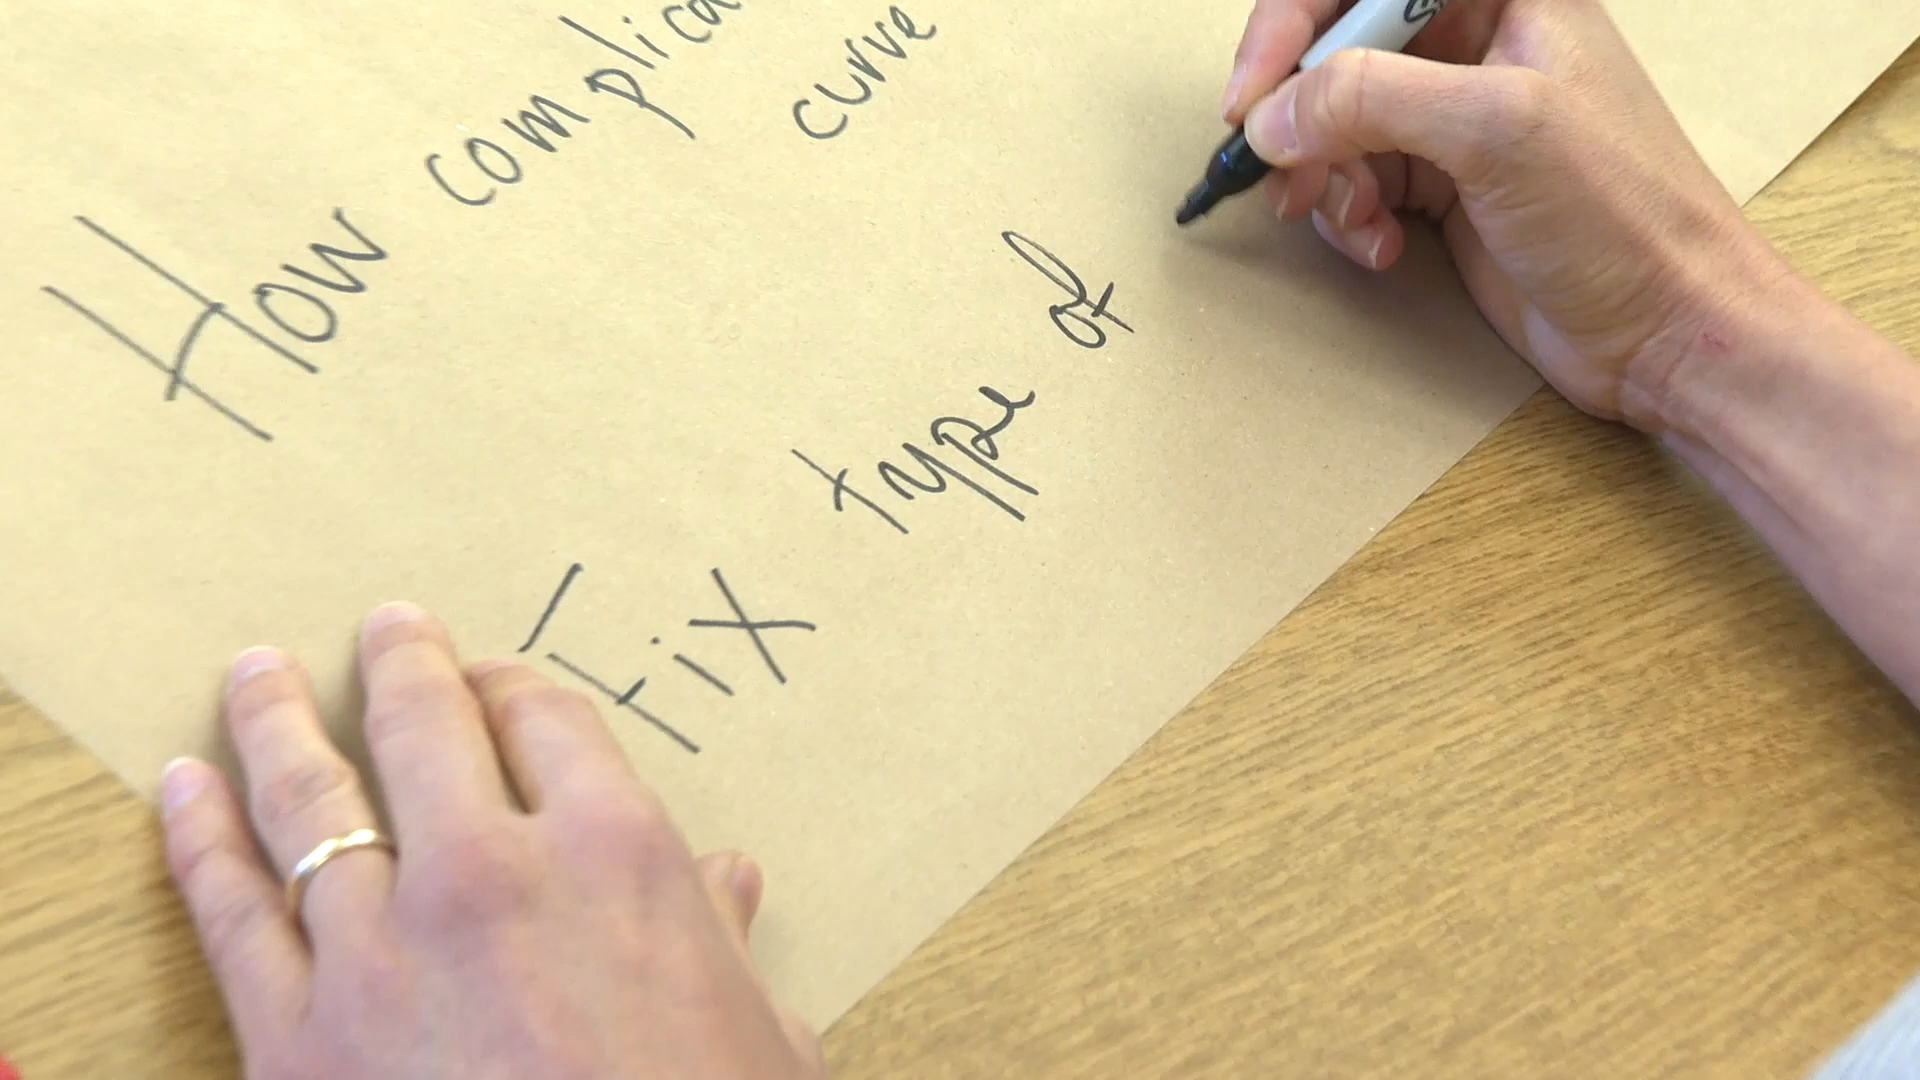 How complica
curve
Fix type of